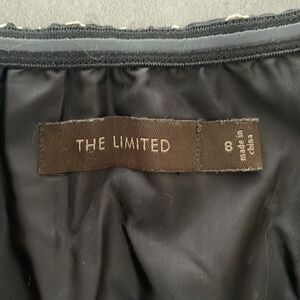 THE LIMITED
8
made in
china